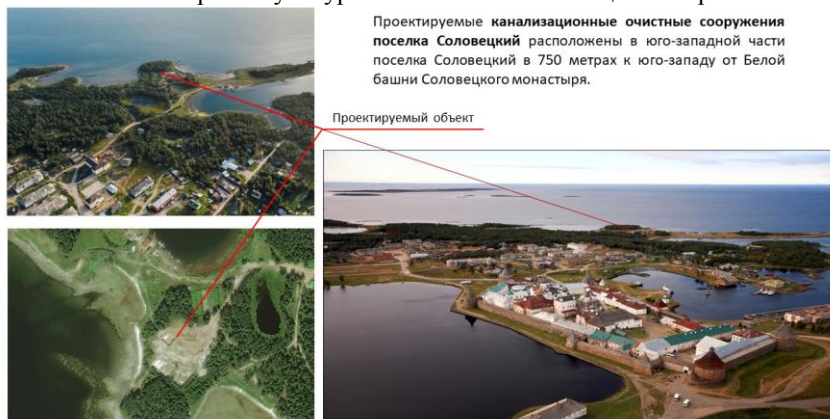 Проектируемые канализационные очистные сооружения
поселка Соловецкий расположены в юго-западной части
поселка Соловецкий в 750 метрах к юго-западу от Белой
башни Соловецкого монастыря.
Проектируемый объект